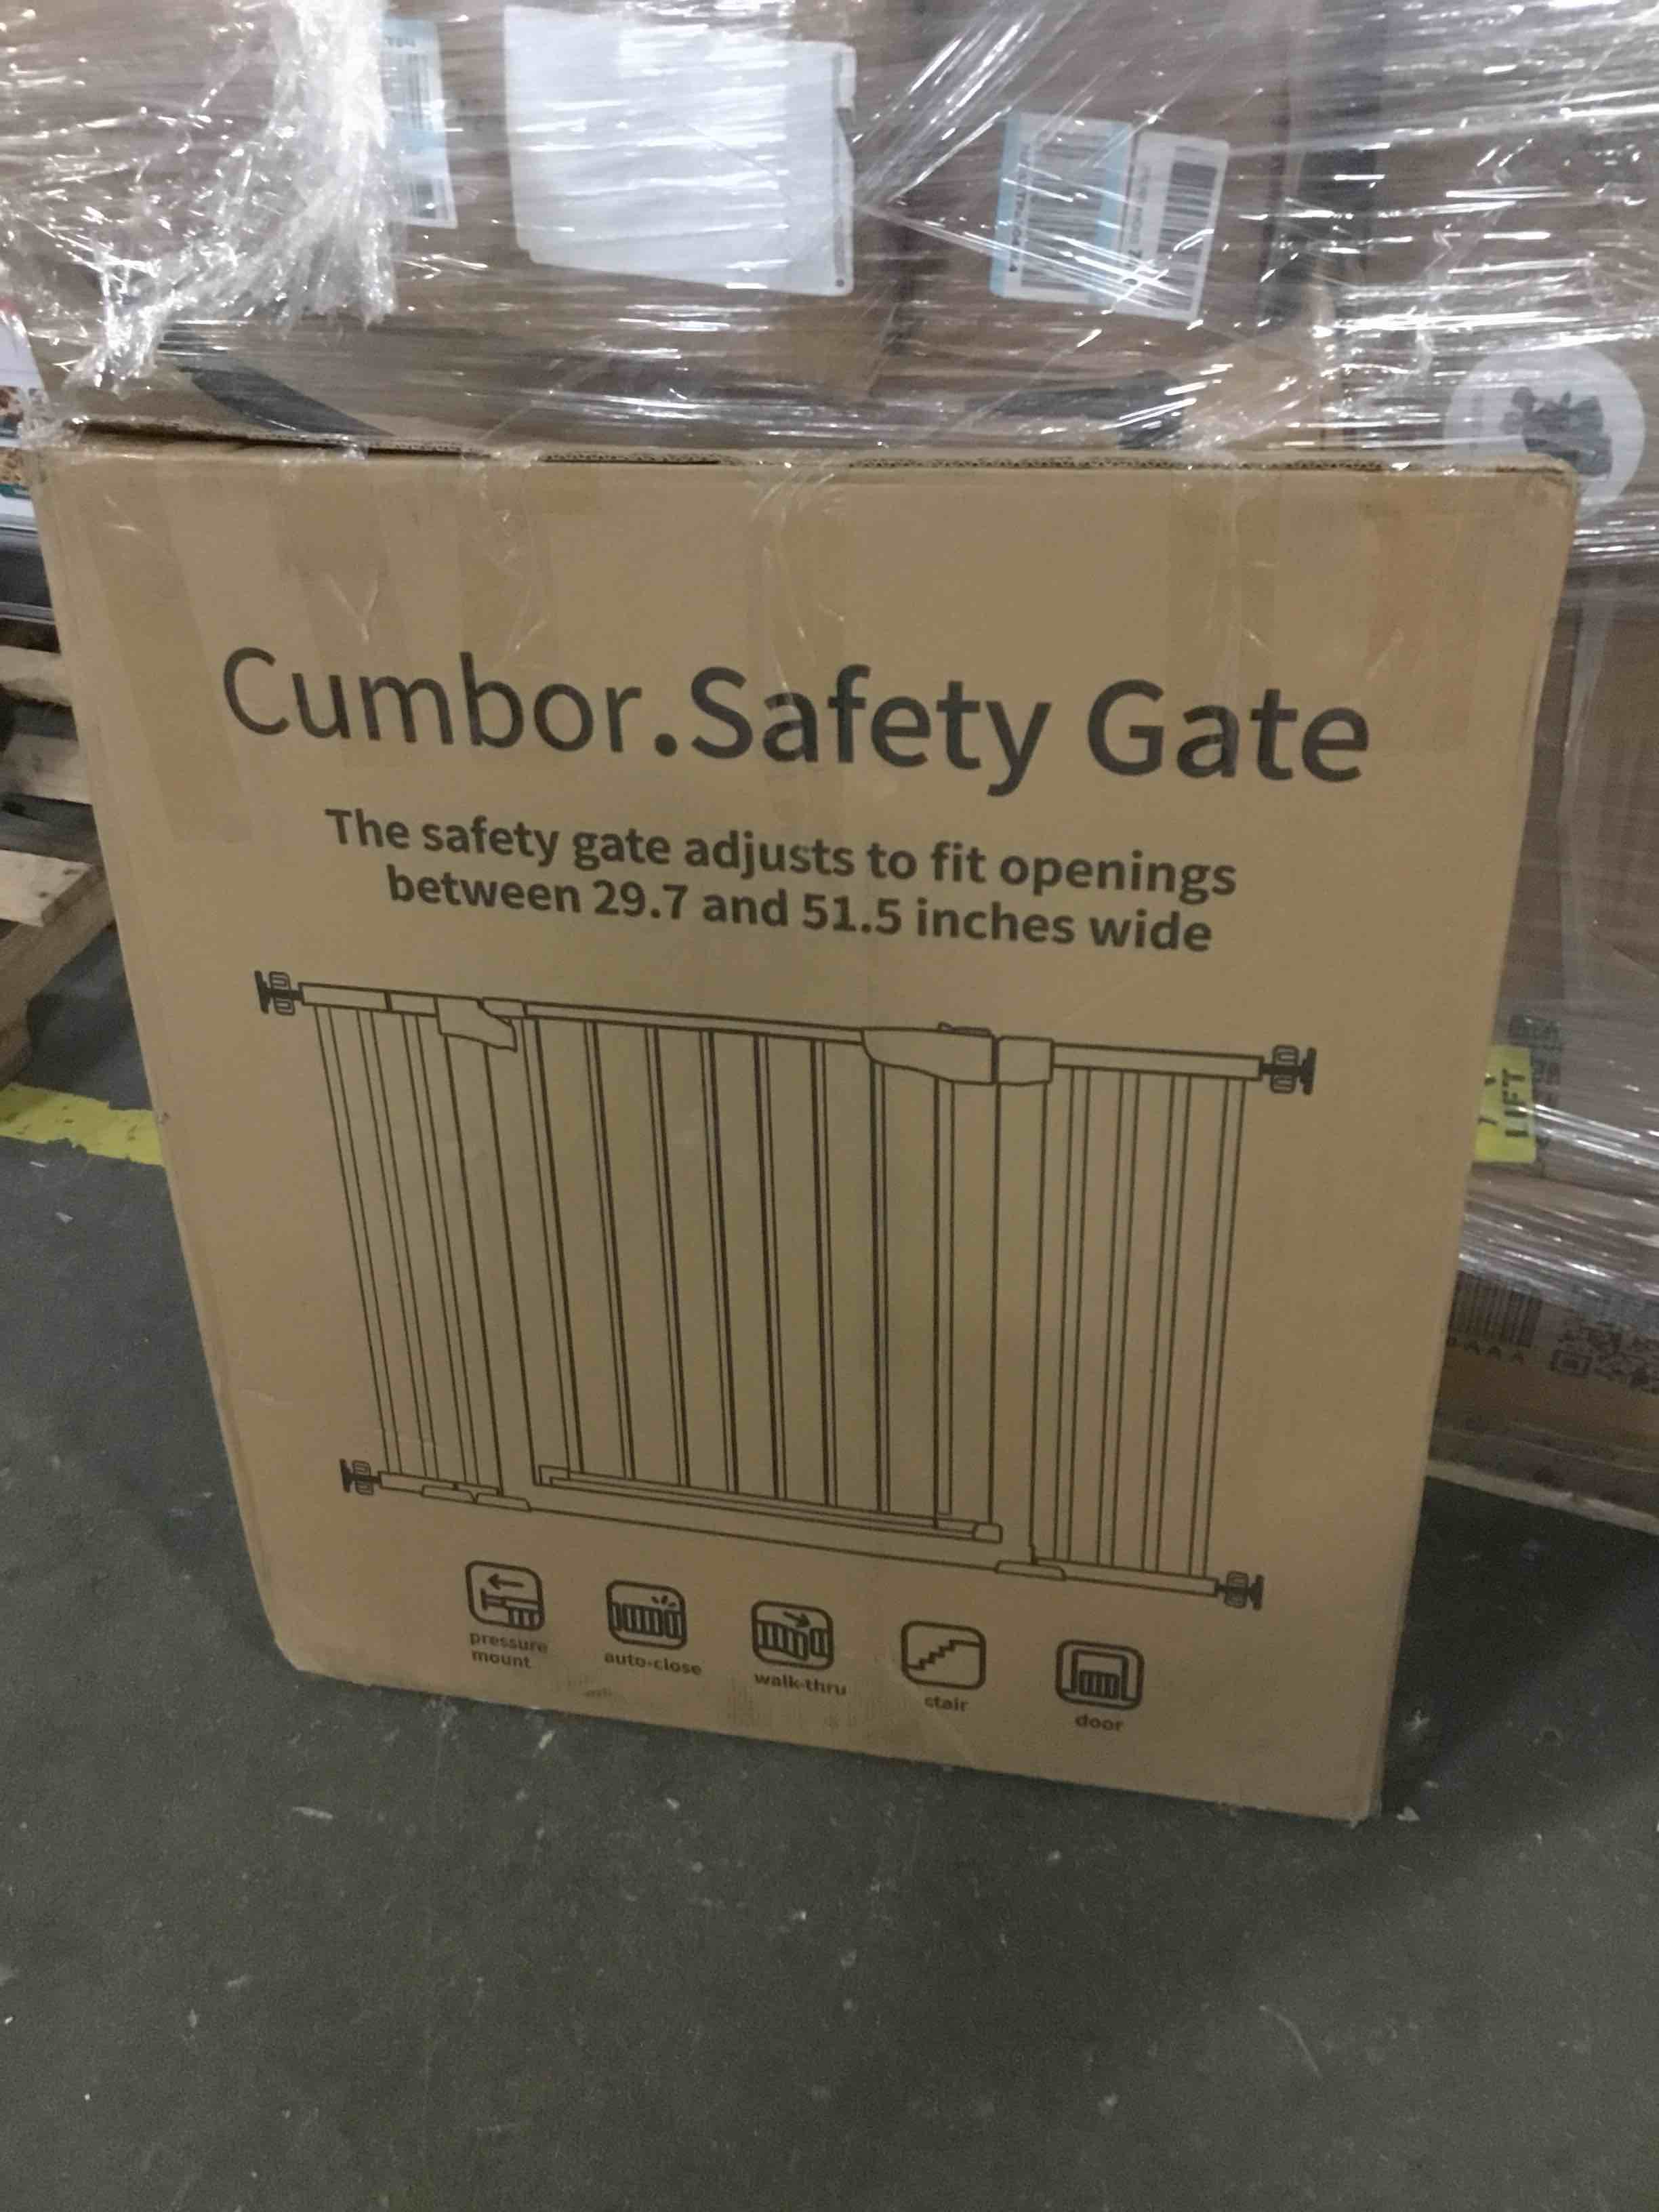 Cumbor.Safety Gate
The safety gate adjusts to fit openings
between 29.7 and 51.5 inches wide
pressure
mount
auto-close
walk-thru
stair
door
LIFT